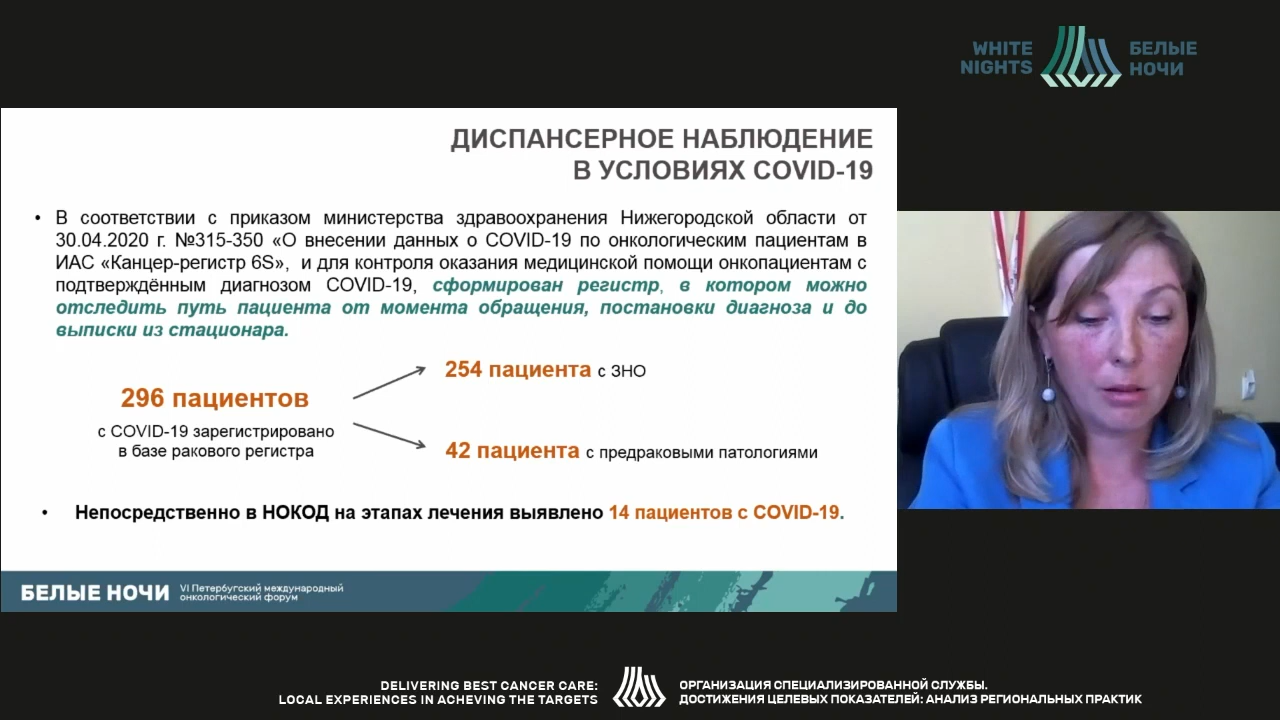 WHITE
NIGHTS
БЕЛЫЕ
НОЧИ
ДИСПАНСЕРНОЕ НАБЛЮДЕНИЕ
В УСЛОВИЯХ COVID-19
• В соответствии с приказом министерства здравоохранения Нижегородской области от
30.04.2020 г. №315-350 «О внесении данных о COVID-19 по онкологическим пациентам в
ИАС «Канцер-регистр 6S», и для контроля оказания медицинской помощи онкопациентам с
подтверждённым диагнозом COVID-19, сформирован регистр, в котором можно
отследить путь пациента от момента обращения, постановки диагноза и до
выписки из стационара.
296 пациентов
с COVID-19 зарегистрировано
в базе ракового регистра
254 пациента с ЗНО
42 пациента с предраковыми патологиями
• Непосредственно в НОКОД на этапах лечения выявлено 14 пациентов с COVID-19.
БЕЛЫЕ НОЧИ
VI Петербугский международный
онкологический форум
DELIVERING BEST CANCER CARE:
LOCAL EXPERIENCES IN ACHEVING THE TARGETS
ОРГАНИЗАЦИЯ СПЕЦИАЛИЗИРОВАННОЙ СЛУЖБЫ.
ДОСТИЖЕНИЯ ЦЕЛЕВЫХ ПОКАЗАТЕЛЕЙ: АНАЛИЗ РЕГИОНАЛЬНЫХ ПРАКТИК